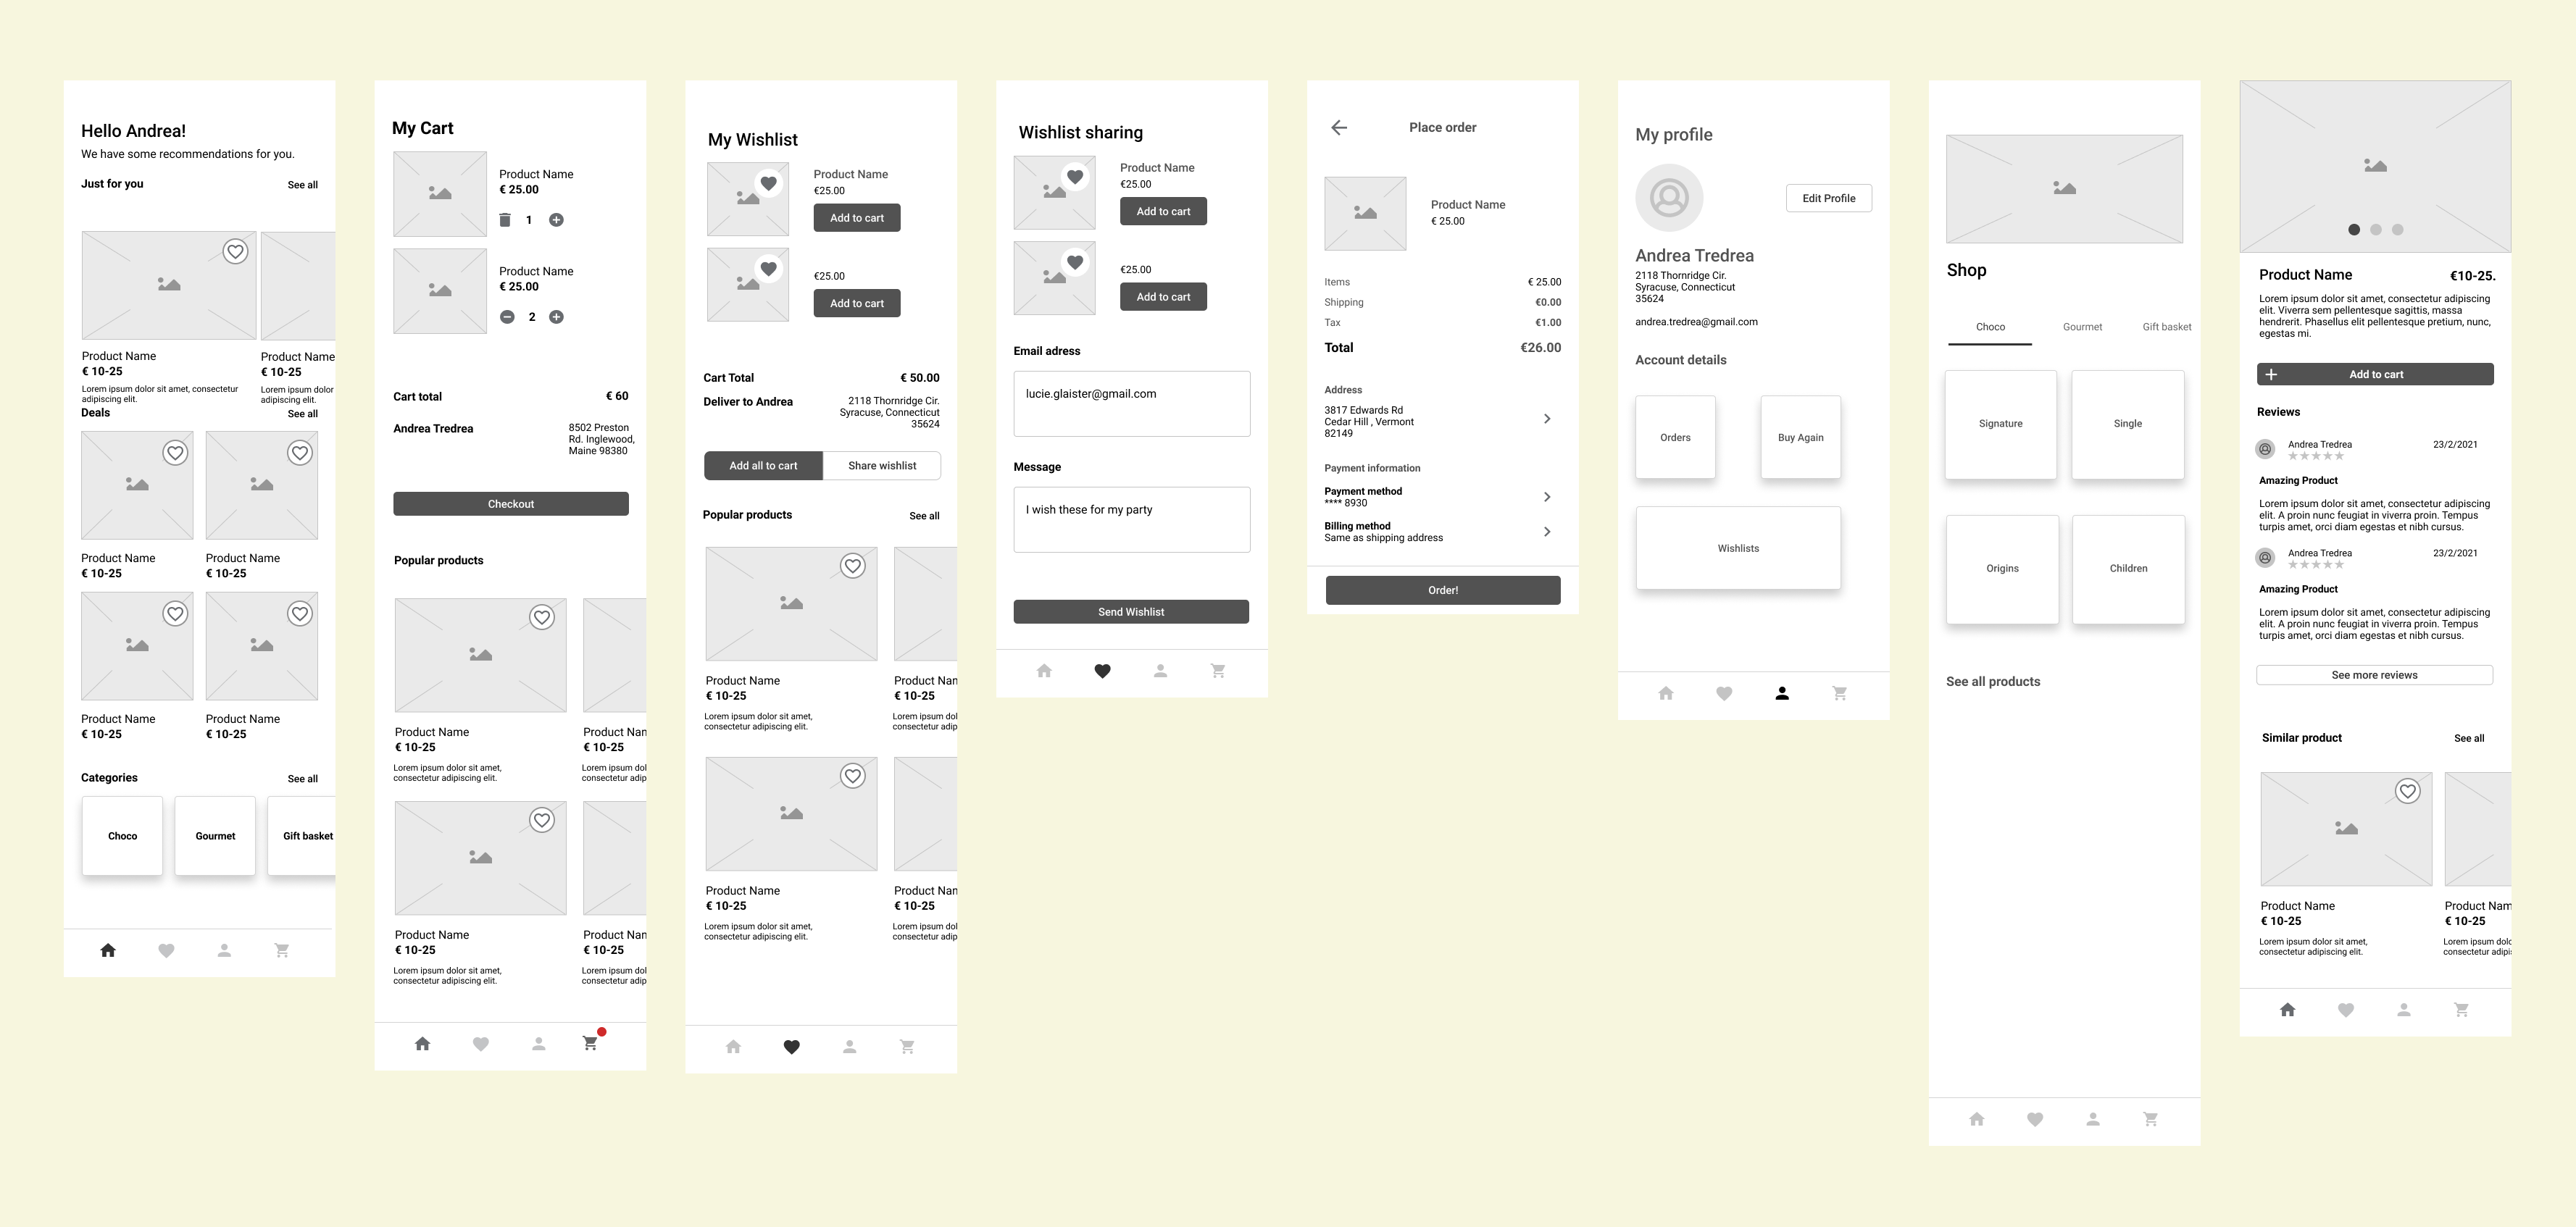 Hello Andrea!
We have some recommendations for you.
Just for you
See all
Product Name
€ 10-25
Lorem ipsum dolor sit amet, consectetur
adipiscing elit.
Product Name
€ 10-25
Lorem ipsum dolor
adipiscing elit.
Deals
See all
Product Name
€ 10-25
Product Name
€ 10-25
Product Name
€ 10-25
Product Name
€ 10-25
Categories
See all
Choco
Gourmet
Gift basket
My Cart
Product Name
€ 25.00
1
Product Name
€ 25.00
2
Cart total
€ 60
Andrea Tredrea
8502 Preston
Rd. Inglewood,
Maine 98380
Checkout
Popular products
Product Name
€ 10-25
Lorem ipsum dolor sit amet,
consectetur adipiscing elit.
Product Nan
€ 10-25
Lorem ipsum dol
consectetur adip
Product Name
€ 10-25
Lorem ipsum dolor sit amet,
consectetur adipiscing elit.
Product Nan
€ 10-25
Lorem ipsum dol
consectetur adip
My Wishlist
Product Name
€25.00
Add to cart
€25.00
Add to cart
Cart Total
€ 50.00
Deliver to Andrea
2118 Thornridge Cir.
Syracuse, Connecticut
35624
Add all to cart
Share wishlist
Popular products
See all
Product Name
€ 10-25
Lorem ipsum dolor sit amet,
consectetur adipiscing elit.
Product Nan
€ 10-25
Lorem ipsum dol
consectetur adip
Product Name
€ 10-25
Lorem ipsum dolor sit amet,
consectetur adipiscing elit.
Product Nan
€ 10-25
Lorem ipsum dol
consectetur adip
Wishlist sharing
Product Name
€25.00
Add to cart
€25.00
Add to cart
Email adress
lucie.glaister@gmail.com
Message
I wish these for my party
Send Wishlist
Place order
Product Name
€ 25.00
Items
€ 25.00
Shipping
€0.00
Tax
€1.00
Total
€26.00
Address
3817 Edwards Rd
Cedar Hill , Vermont
82149
Payment information
Payment method
**** 8930
Billing method
Same as shipping address
Order!
My profile
Edit Profile
Andrea Tredrea
2118 Thornridge Cir.
Syracuse, Connecticut
35624
andrea.tredrea@gmail.com
Account details
Orders
Buy Again
Wishlists
Shop
Choco
Gourmet
Gift basket
Signature
Single
Origins
Children
See all products
Product Name
€10-25.
Lorem ipsum dolor sit amet, consectetur adipiscing
elit. Viverra sem pellentesque sagittis, massa
hendrerit. Phasellus elit pellentesque pretium, nunc,
egestas mi.
Add to cart
Reviews
Andrea Tredrea
23/2/2021
Amazing Product
Lorem ipsum dolor sit amet, consectetur adipiscing
elit. A proin nunc feugiat in viverra proin. Tempus
turpis amet, orci diam egestas et nibh cursus.
Andrea Tredrea
23/2/2021
Amazing Product
Lorem ipsum dolor sit amet, consectetur adipiscing
elit. A proin nunc feugiat in viverra proin. Tempus
turpis amet, orci diam egestas et nibh cursus.
See more reviews
Similar product
See all
Product Name
€ 10-25
Lorem ipsum dolor sit amet,
consectetur adipiscing elit.
Product Nam
€ 10-25
Lorem ipsum dolo
consectetur adipi